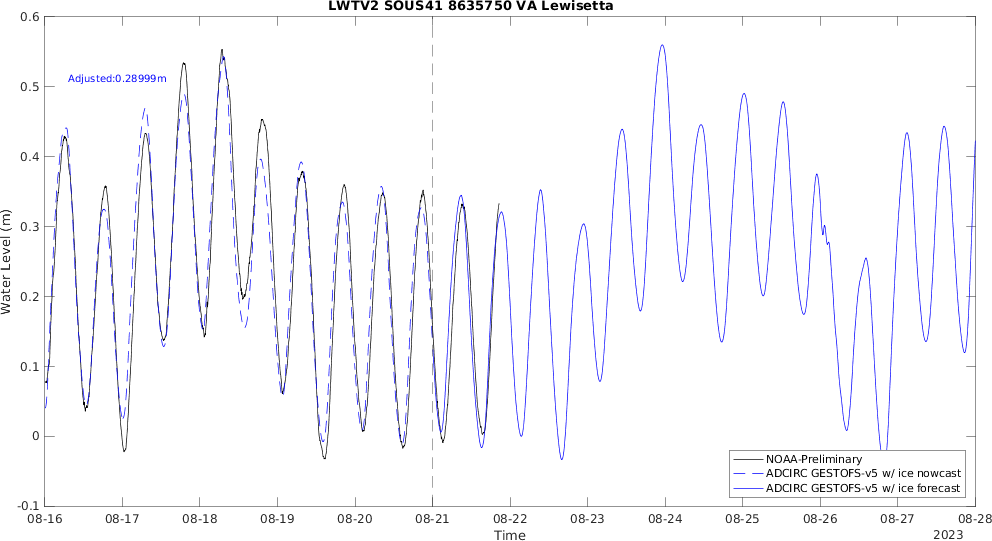 LWTV2 SOUS41 8635750 VA Lewisetta
Adjusted:0.28999m
0.6
0.5
0.4
0.3
0.2
0.1
0
-0.1
Water Level (m)
NOAA-Preliminary
ADCIRC GESTOFS-v5 w/ ice nowcast
ADCIRC GESTOFS-v5 w/ ice forecast
08-16 08-17 08-18 08-19 08-20 08-21 08-22 08-23 08-24 08-25 08-26 08-27 08-28
Time
2023